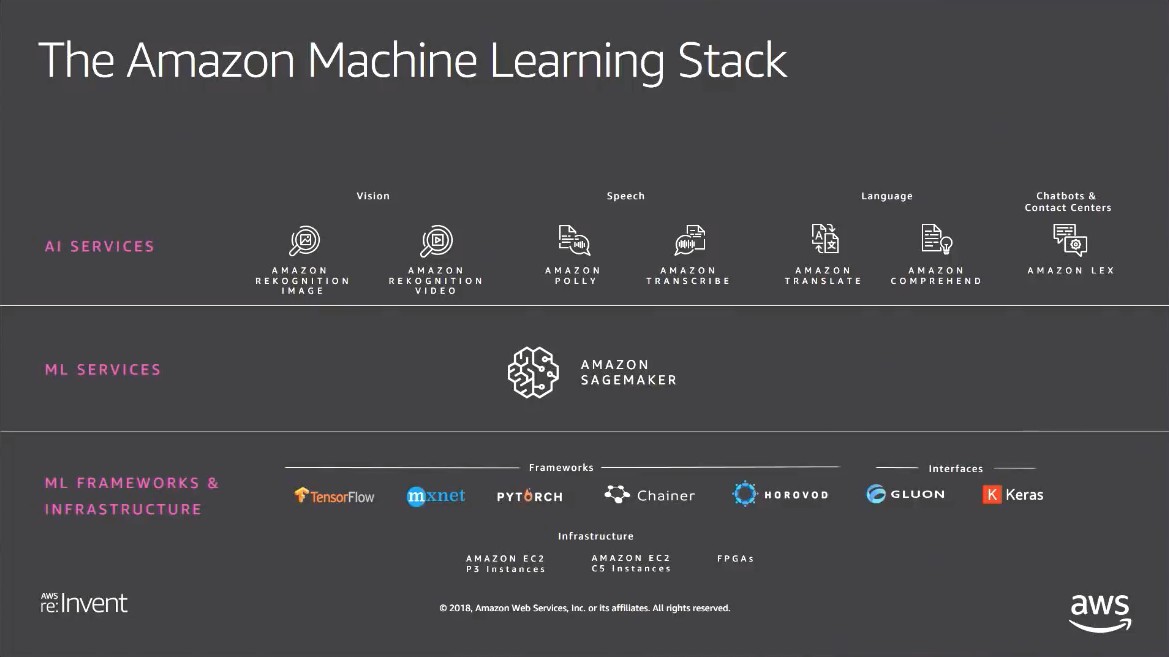 The Amazon Machine Learning Stack
Vision
Speech
Language
Chatbots &
Contact Centers
AI SERVICES
AMAZON
REKOGNITION
IMAGE
AMAZON
REKOGNITION
VIDEO
AMAZON
POLLY
AMAZON
TRANSCRIBE
AMAZON
TRANSLATE
AMAZON
COMPREHEND
AMAZON LEX
ML SERVICES
AMAZON
SAGEMAKER
ML FRAMEWORKS &
INFRASTRUCTURE
Frameworks
Interfaces
TensorFlow
mxnet
PYTORCH
Chainer
HOROVOD
GLUON
K Keras
Infrastructure
AMAZON EC2
P3 Instances
AMAZON EC2
C5 Instances
FPGAs
AWS
re:Invent
© 2018, Amazon Web Services, Inc. or its affiliates. All rights reserved.
aws